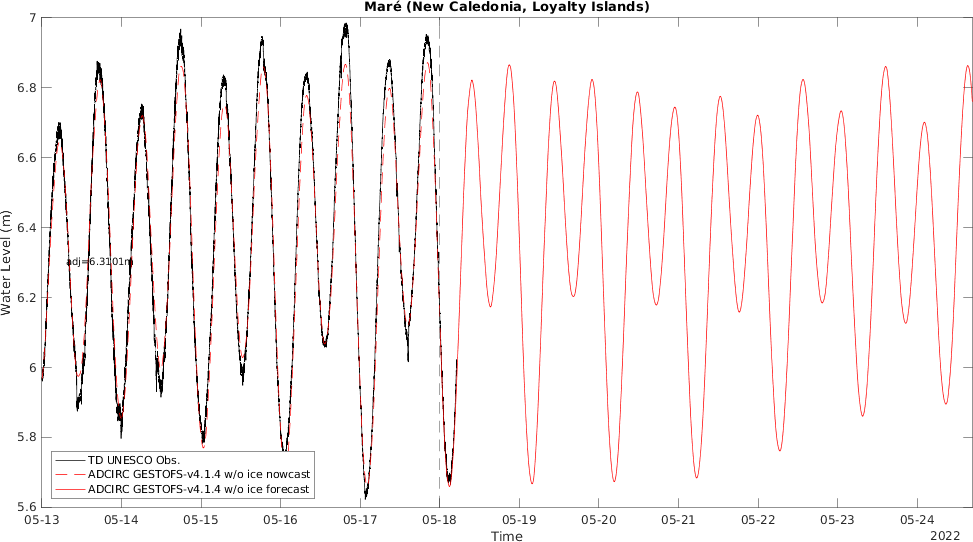 Maré (New Caledonia, Loyalty Islands)
7
6.8
6.6
6.4
6.2
6
5.8
5.6
Water Level (m)
adj=6.3101m
TD UNESCO Obs.
ADCIRC GESTOFS-v4.1.4 w/o ice nowcast
ADCIRC GESTOFS-v4.1.4 w/o ice forecast
05-13 05-14 05-15 05-16 05-17 05-18 05-19 05-20 05-21 05-22 05-23 05-24
Time
2022